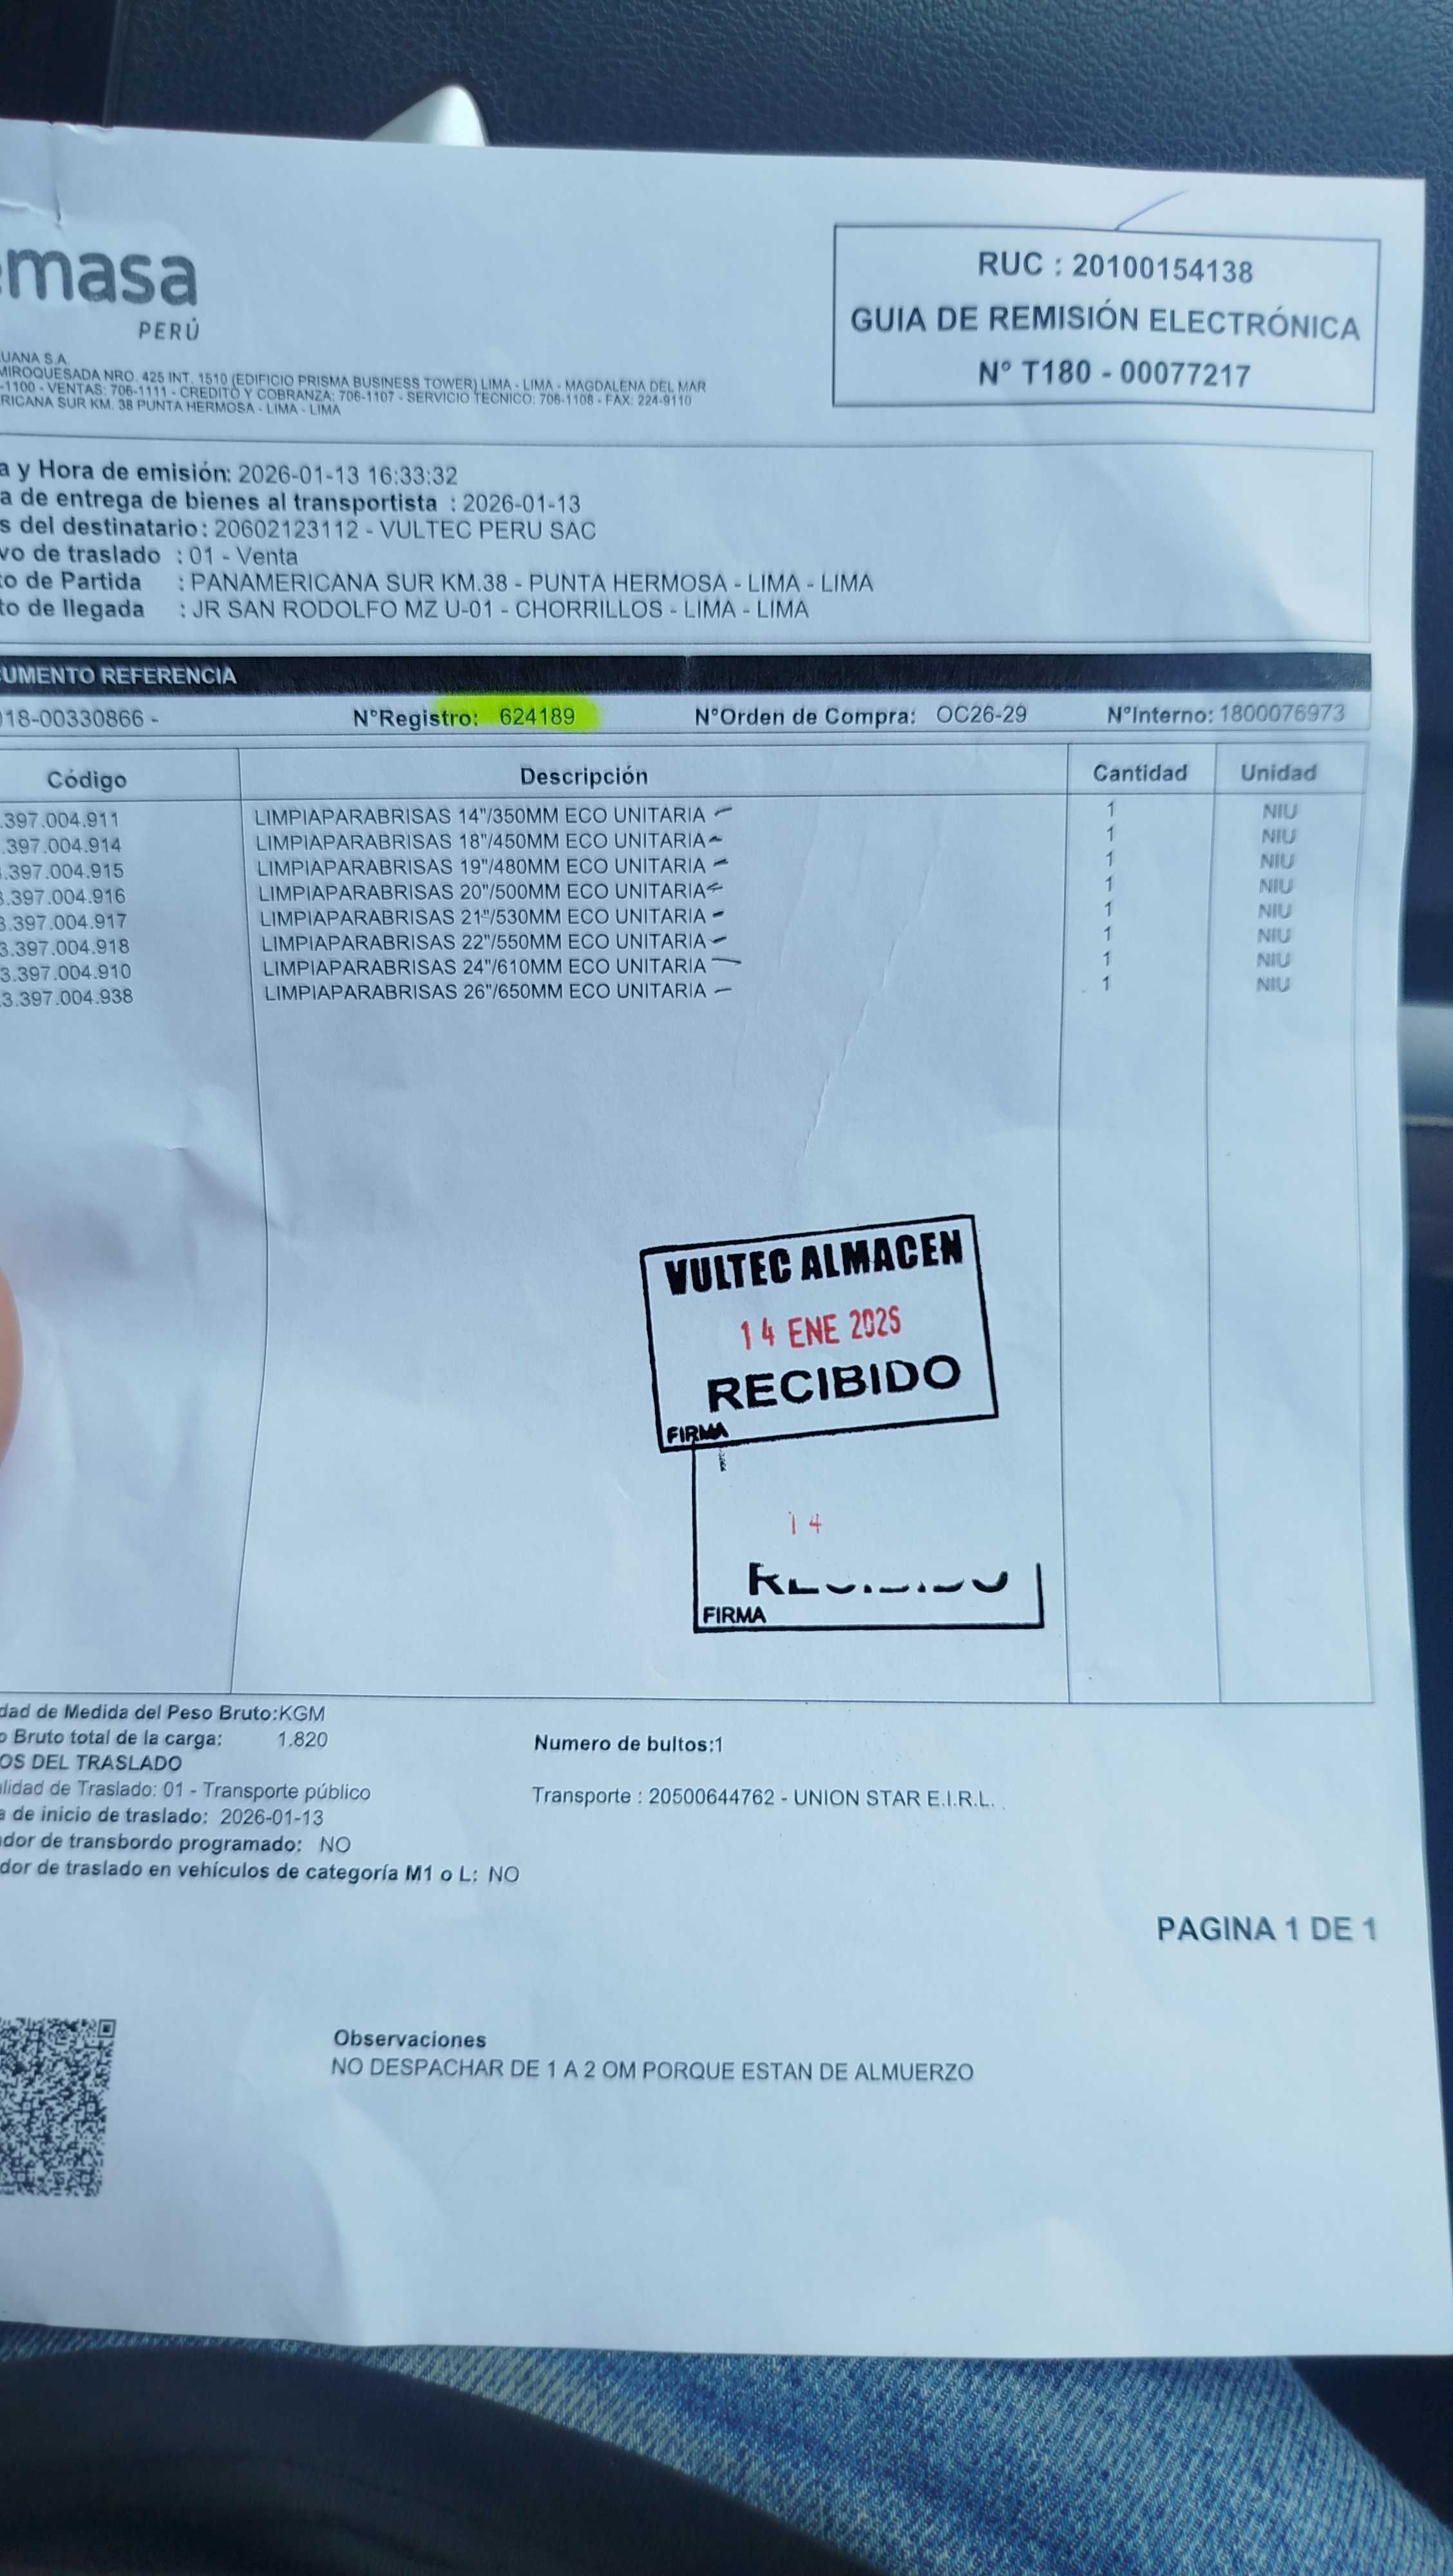 masa
PERÚ
RUC : 20100154138
GUIA DE REMISIÓN ELECTRÓNICA
N° T180 - 00077217
UANA S.A.
MIROQUESADA NRO. 425 INT. 1510 (EDIFICIO PRISMA BUSINESS TOWER) LIMA - LIMA - MAGDALENA DEL MAR
-1100 - VENTAS: 706-1111 - CREDITO Y COBRANZA: 706-1107 - SERVICIO TECNICO: 706-1108 - FAX: 224-9110
RICANA SUR KM. 38 PUNTA HERMOSA - LIMA - LIMA
a y Hora de emisión: 2026-01-13 16:33:32
a de entrega de bienes al transportista : 2026-01-13
s del destinatario: 20602123112 - VULTEC PERU SAC
vo de traslado : 01 - Venta
to de Partida : PANAMERICANA SUR KM.38 - PUNTA HERMOSA - LIMA - LIMA
to de llegada : JR SAN RODOLFO MZ U-01 - CHORRILLOS - LIMA - LIMA
CUMENTO REFERENCIA
018-00330866 - N°Registro: 624189 N°Orden de Compra: OC26-29 N°Interno: 1800076973
Código Descripción Cantidad Unidad
.397.004.911 LIMPIAPARABRISAS 14"/350MM ECO UNITARIA 1 NIU
.397.004.914 LIMPIAPARABRISAS 18"/450MM ECO UNITARIA 1 NIU
.397.004.915 LIMPIAPARABRISAS 19"/480MM ECO UNITARIA 1 NIU
3.397.004.916 LIMPIAPARABRISAS 20"/500MM ECO UNITARIA 1 NIU
3.397.004.917 LIMPIAPARABRISAS 21"/530MM ECO UNITARIA 1 NIU
3.397.004.918 LIMPIAPARABRISAS 22"/550MM ECO UNITARIA 1 NIU
3.397.004.910 LIMPIAPARABRISAS 24"/610MM ECO UNITARIA 1 NIU
3.397.004.938 LIMPIAPARABRISAS 26"/650MM ECO UNITARIA 1 NIU
VULTEC ALMACEN
14 ENE 2026
RECIBIDO
FIRMA
14
RECIBIDO
FIRMA
dad de Medida del Peso Bruto:KGM
o Bruto total de la carga: 1.820 Numero de bultos:1
OS DEL TRASLADO
alidad de Traslado: 01 - Transporte público Transporte : 20500644762 - UNION STAR E.I.R.L.
a de inicio de traslado: 2026-01-13
ador de transbordo programado: NO
dor de traslado en vehículos de categoría M1 o L: NO
PAGINA 1 DE 1
Observaciones
NO DESPACHAR DE 1 A 2 OM PORQUE ESTAN DE ALMUERZO